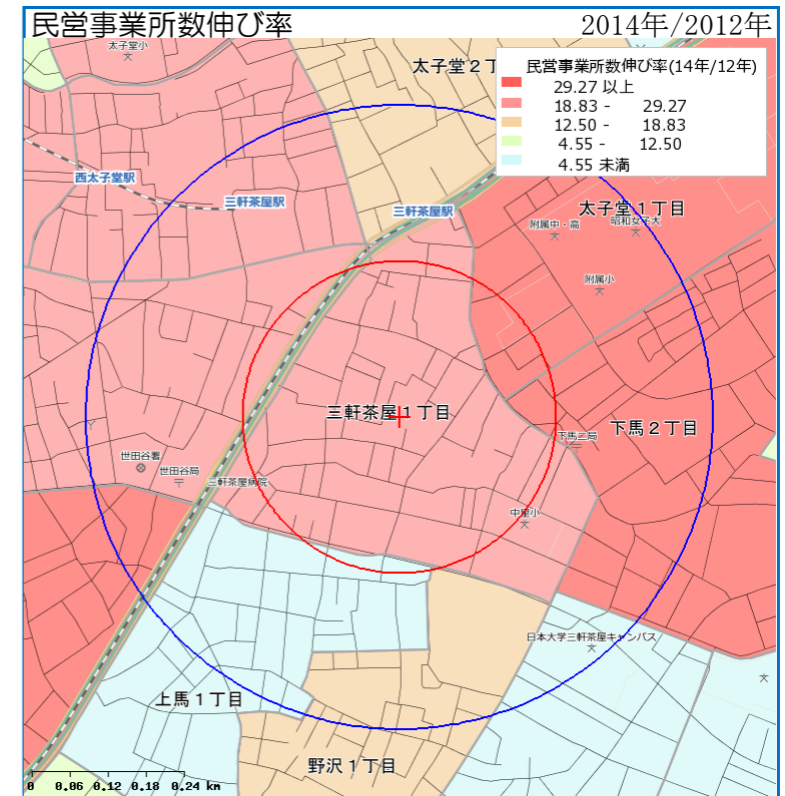 民営事業所数伸び率
2014年/2012年
太子堂小
太子堂２丁
民営事業所数伸び率(14年/12年)
29.27 以上
18.83 - 29.27
12.50 - 18.83
4.55 - 12.50
4.55 未満
西太子堂駅
三軒茶屋駅
三軒茶屋駅
太子堂１丁目
附属中・高
昭和女子大
附属小
三軒茶屋１丁目
下馬２丁目
下馬二局
世田谷署
世田谷局
三軒茶屋病院
中里小
日本大学三軒茶屋キャンパス
上馬１丁目
野沢１丁目
0 0.06 0.12 0.18 0.24 km